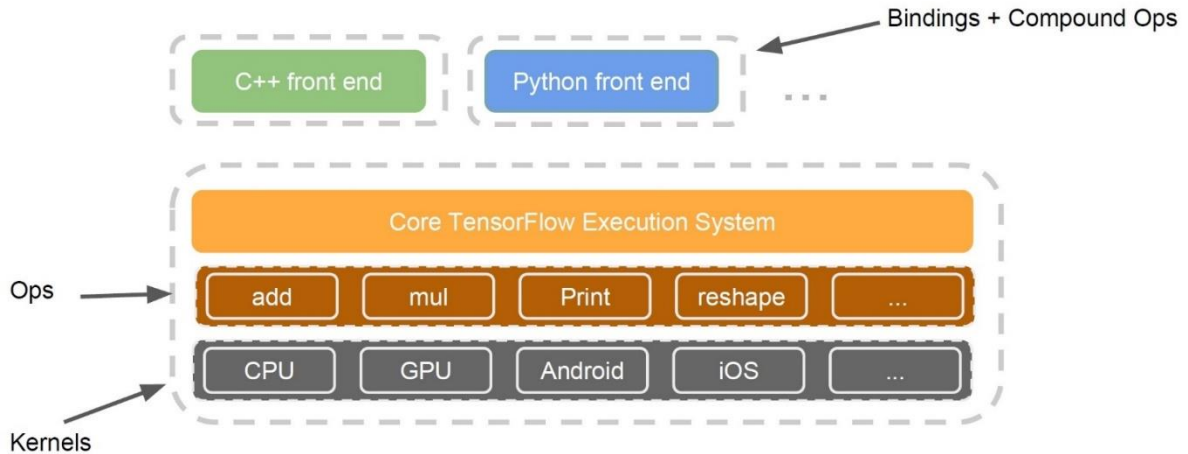 Bindings + Compound Ops
C++ front end
Python front end
...
Core TensorFlow Execution System
Ops
add
mul
Print
reshape
...
CPU
GPU
Android
iOS
...
Kernels